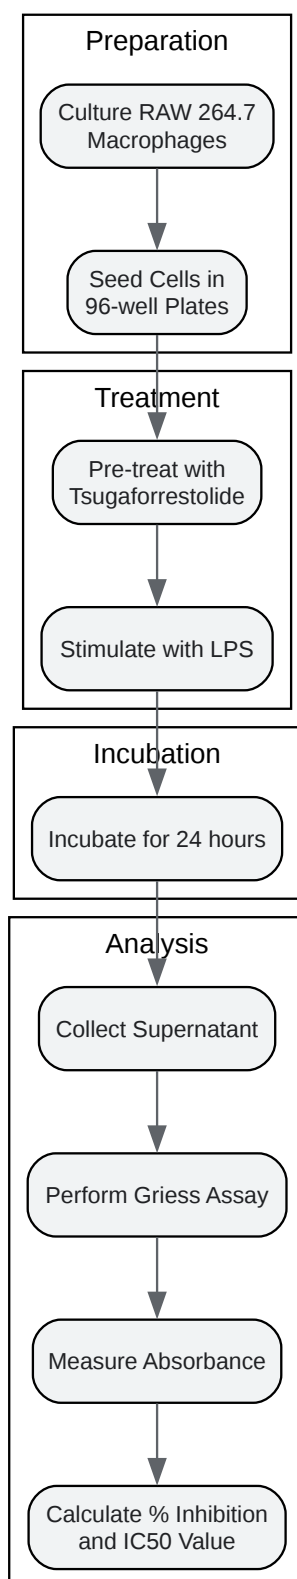 Preparation
Culture RAW 264.7
Macrophages
Seed Cells in
96-well Plates
Treatment
Pre-treat with
Tsugaforrestolide
Stimulate with LPS
Incubation
Incubate for 24 hours
Analysis
Collect Supernatant
Perform Griess Assay
Measure Absorbance
Calculate % Inhibition
and IC50 Value